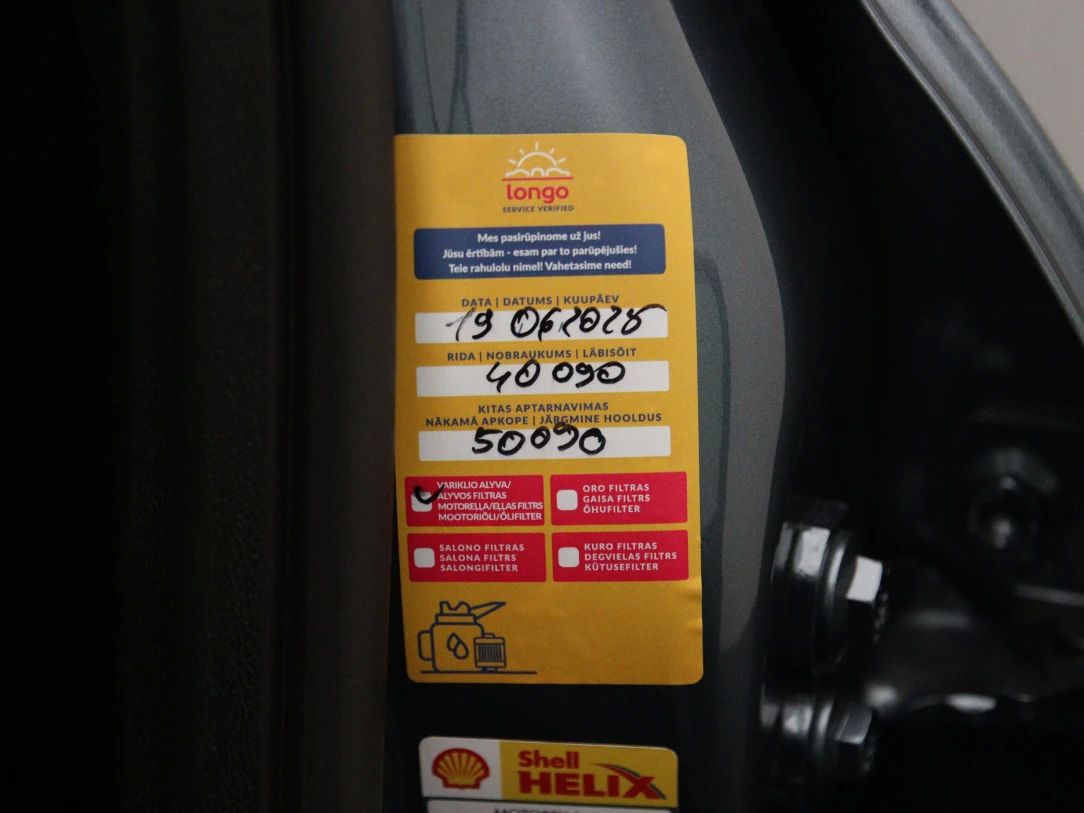 longo
SERVICE VERIFIED
Mes pasirūpinome už jus!
Jūsu ērtībām - esam par to parūpējušies!
Teie rahulolu nimel! Vahetasime need!
DATA | DATUMS | KUUPÄEV
19 06 2025
RIDA | NOBRAUKUMS | LÄBISÕIT
40 090
KITAS APTARNAVIMAS
NĀKAMĀ APKOPE | JÄRGMINE HOOLDUS
50090
VARIKLIO ALYVA/
ALYVOS FILTRAS
MOTOREĻĻA/EĻĻAS FILTRS
MOOTORIÕLI/ÕLIFILTER
ORO FILTRAS
GAISA FILTRS
ÕHUFILTER
SALONO FILTRAS
SALONA FILTRS
SALONGIFILTER
KURO FILTRAS
DEGVIELAS FILTRS
KÜTUSEFILTER
Shell
HELIX